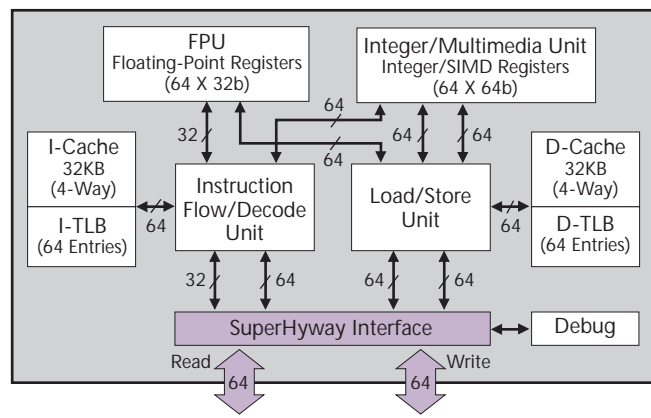 FPU
Floating-Point Registers
(64 X 32b)
Integer/Multimedia Unit
Integer/SIMD Registers
(64 X 64b)
32
64
64
64
64
I-Cache
32KB
(4-Way)
I-TLB
(64 Entries)
64
Instruction
Flow/Decode
Unit
Load/Store
Unit
64
D-Cache
32KB
(4-Way)
D-TLB
(64 Entries)
32
64
64
64
SuperHyway Interface
Debug
Read
64
Write
64